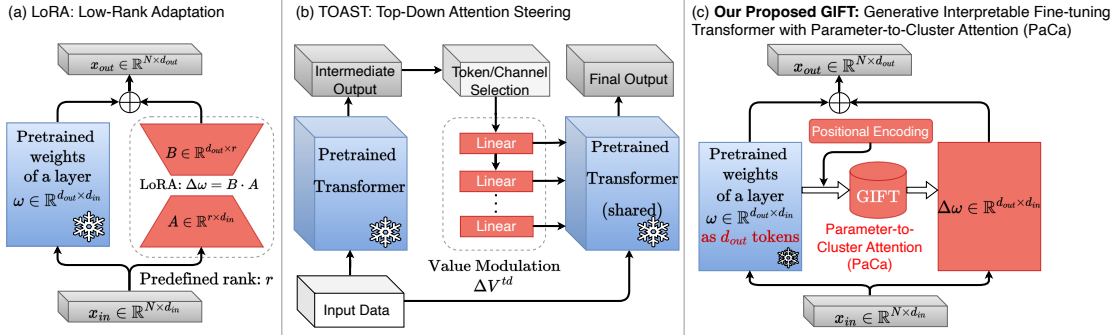 (a) LoRA: Low-Rank Adaptation
x_out ∈ ℝ^{N×d_out}
Pretrained
weights
of a layer
ω ∈ ℝ^{d_out×d_in}
B ∈ ℝ^{d_out×r}
LoRA: Δω = B · A
A ∈ ℝ^{r×d_in}
Predefined rank: r
x_in ∈ ℝ^{N×d_in}
(b) TOAST: Top-Down Attention Steering
Intermediate
Output
Token/Channel
Selection
Final Output
Pretrained
Transformer
Linear
Linear
Linear
Pretrained
Transformer
(shared)
Value Modulation
ΔV^{td}
Input Data
(c) Our Proposed GIFT: Generative Interpretable Fine-tuning
Transformer with Parameter-to-Cluster Attention (PaCa)
x_out ∈ ℝ^{N×d_out}
Positional Encoding
Pretrained
weights
of a layer
ω ∈ ℝ^{d_out×d_in}
as d_out tokens
GIFT
Parameter-to-
Cluster Attention
(PaCa)
Δω ∈ ℝ^{d_out×d_in}
x_in ∈ ℝ^{N×d_in}